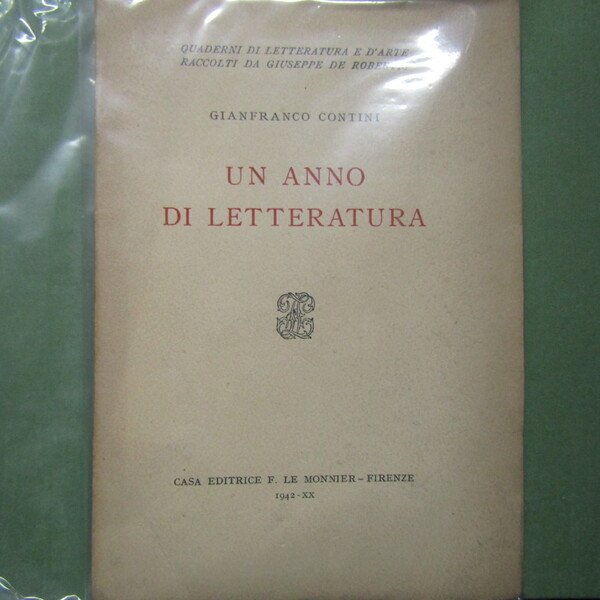 QUADERNI DI LETTERATURA E D'ARTE
RACCOLTI DA GIUSEPPE DE
GIANFRANCO CONTINI
UN ANNO
DI LETTERATURA
CASA EDITRICE F. LE MONNIER – FIRENZE
1942-XX